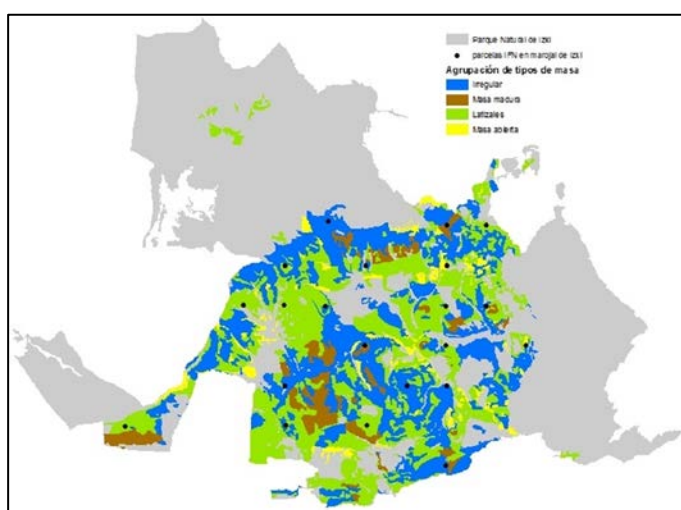 Parque Natural de Izki
parcelas IFN en marojal de Izki
Agrupación de tipos de masa
Irregular
Masa madura
Latizales
Masa abierta